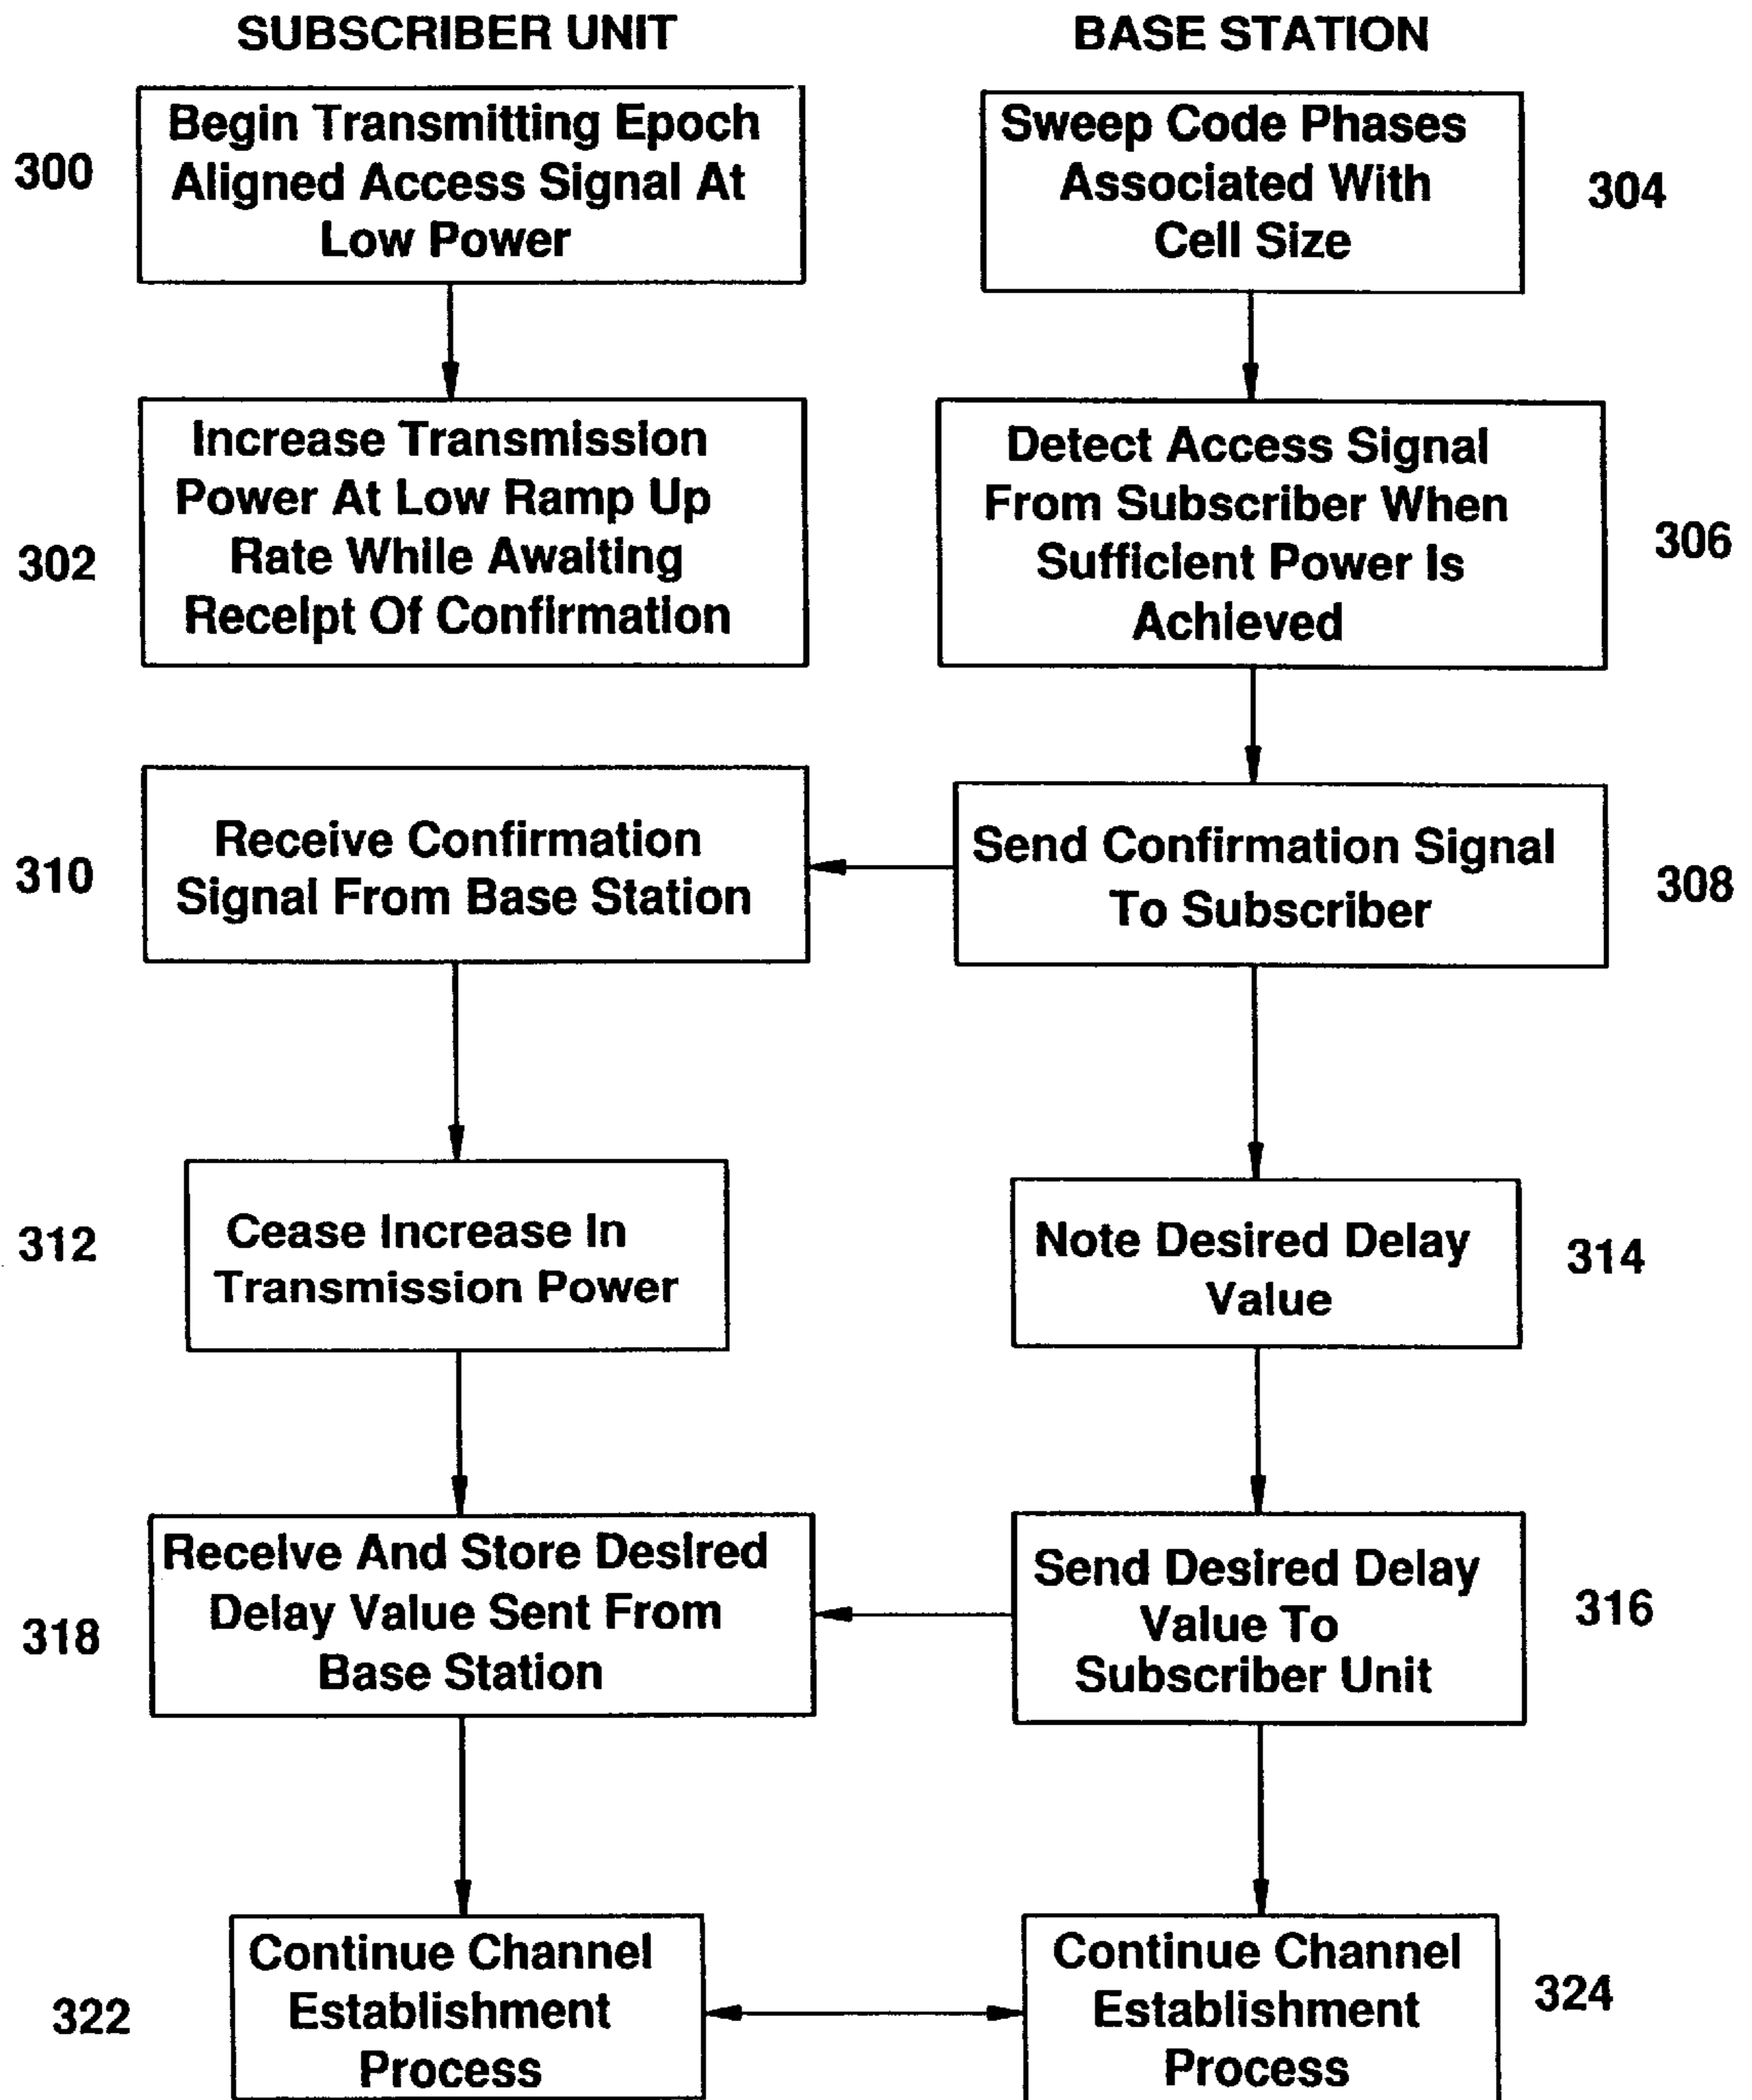 SUBSCRIBER UNIT
BASE STATION
300
Begin Transmitting Epoch
Aligned Access Signal At
Low Power
Sweep Code Phases
Associated With
Cell Size
304
302
Increase Transmission
Power At Low Ramp Up
Rate While Awaiting
Receipt Of Confirmation
Detect Access Signal
From Subscriber When
Sufficient Power Is
Achieved
306
310
Receive Confirmation
Signal From Base Station
Send Confirmation Signal
To Subscriber
308
312
Cease Increase In
Transmission Power
Note Desired Delay
Value
314
318
Receive And Store Desired
Delay Value Sent From
Base Station
Send Desired Delay
Value To
Subscriber Unit
316
322
Continue Channel
Establishment
Process
Continue Channel
Establishment
Process
324